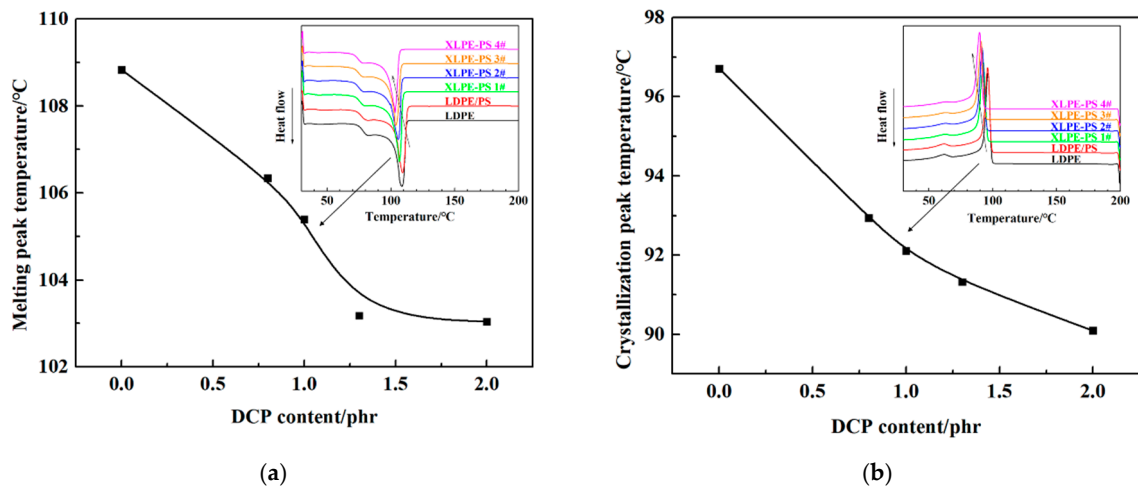 110
108
106
104
102
Melting peak temperature/°C
0.0 0.5 1.0 1.5 2.0
DCP content/phr
XLPE-PS 4#
XLPE-PS 3#
XLPE-PS 2#
XLPE-PS 1#
LDPE/PS
LDPE
Heat flow
50 100 150 200
Temperature/°C
(a)
98
96
94
92
90
Crystallization peak temperature/°C
0.0 0.5 1.0 1.5 2.0
DCP content/phr
XLPE-PS 4#
XLPE-PS 3#
XLPE-PS 2#
XLPE-PS 1#
LDPE/PS
LDPE
Heat flow
50 100 150 200
Temperature/°C
(b)